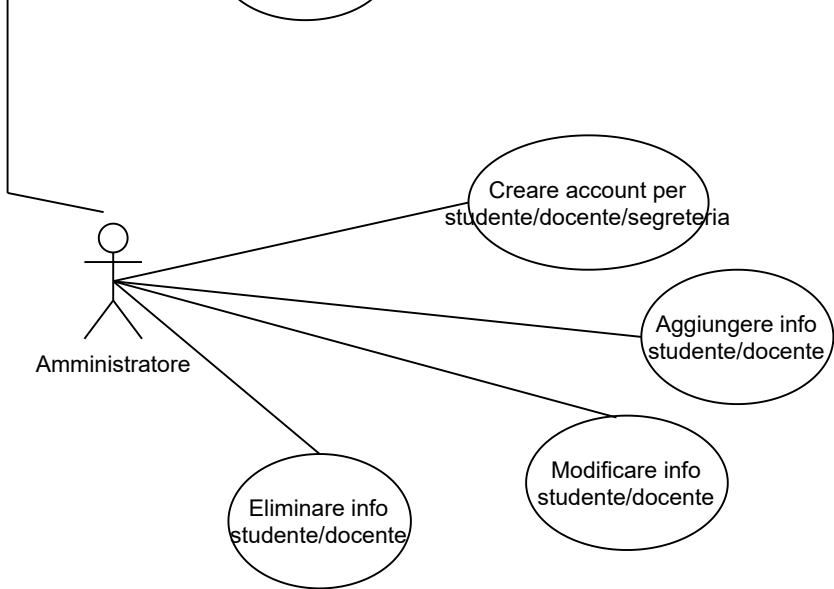 Creare account per
studente/docente/segreteria
Aggiungere info
studente/docente
Amministratore
Modificare info
studente/docente
Eliminare info
studente/docente